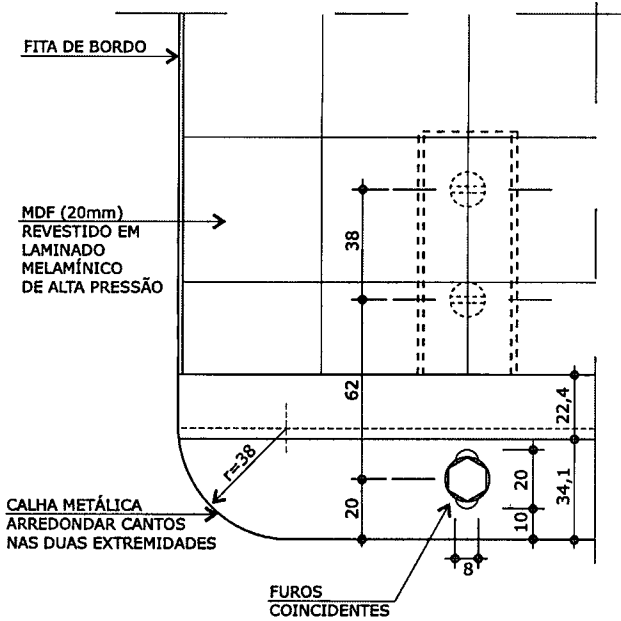 FITA DE BORDO
MDF (20mm)
REVESTIDO EM
LAMINADO
MELAMÍNICO
DE ALTA PRESSÃO
38
62
22,4
r=38
20
20
34,1
10
8
CALHA METÁLICA
ARREDONDAR CANTOS
NAS DUAS EXTREMIDADES
FUROS
COINCIDENTES